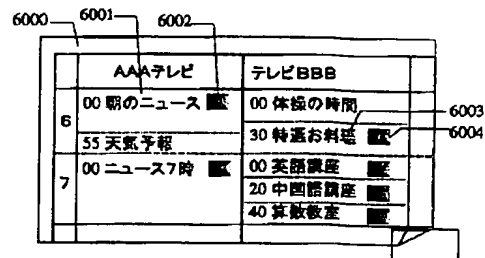 6000
6001
6002
AAAテレビ
テレビBBB
6
00 朝のニュース
00 体操の時間
6003
30 特選お料理
6004
55 天気予報
7
00 ニュース7時
00 英語講座
20 中国語講座
40 算数教室